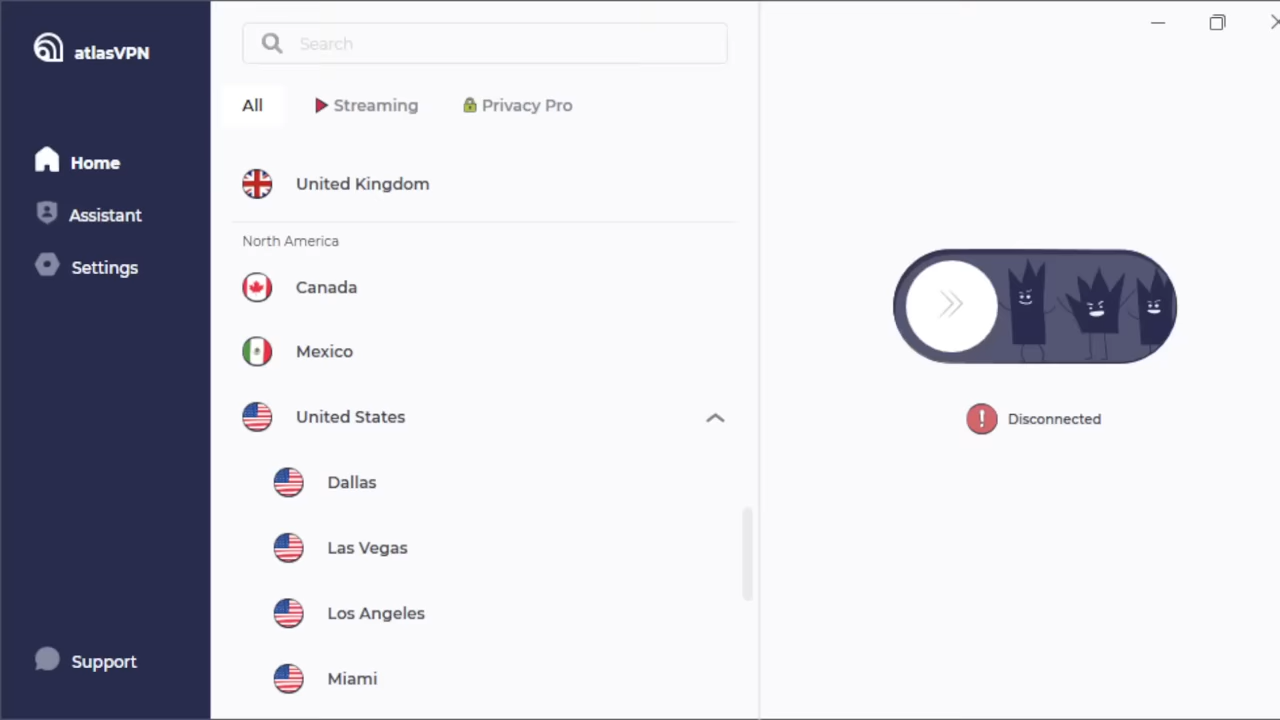 atlasVPN
Home
Assistant
Settings
Support
Search
All
Streaming
Privacy Pro
United Kingdom
North America
Canada
Mexico
United States
Dallas
Las Vegas
Los Angeles
Miami
Disconnected